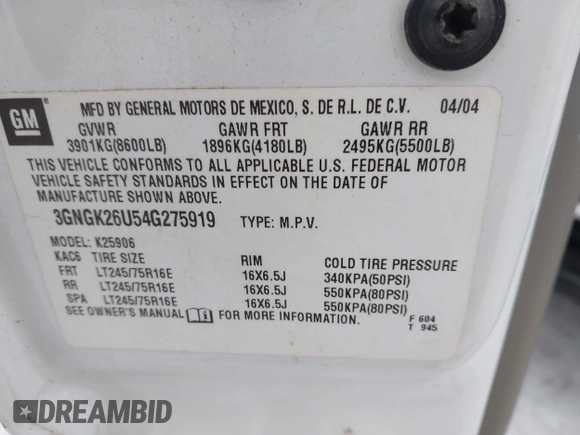 GM ®
MFD BY GENERAL MOTORS DE MEXICO, S. DE R.L. DE C.V. 04/04
GVWR GAWR FRT GAWR RR
3901KG(8600LB) 1896KG(4180LB) 2495KG(5500LB)
THIS VEHICLE CONFORMS TO ALL APPLICABLE U.S. FEDERAL MOTOR
VEHICLE SAFETY STANDARDS IN EFFECT ON THE DATE OF
MANUFACTURE SHOWN ABOVE.
3GNGK26U54G275919 TYPE: M.P.V.
MODEL: K25906
KAC6 TIRE SIZE RIM COLD TIRE PRESSURE
FRT LT245/75R16E 16X6.5J 340KPA(50PSI)
RR LT245/75R16E 16X6.5J 550KPA(80PSI)
SPA LT245/75R16E 16X6.5J 550KPA(80PSI)
SEE OWNER'S MANUAL FOR MORE INFORMATION.
F 604
T 945
DREAMBID